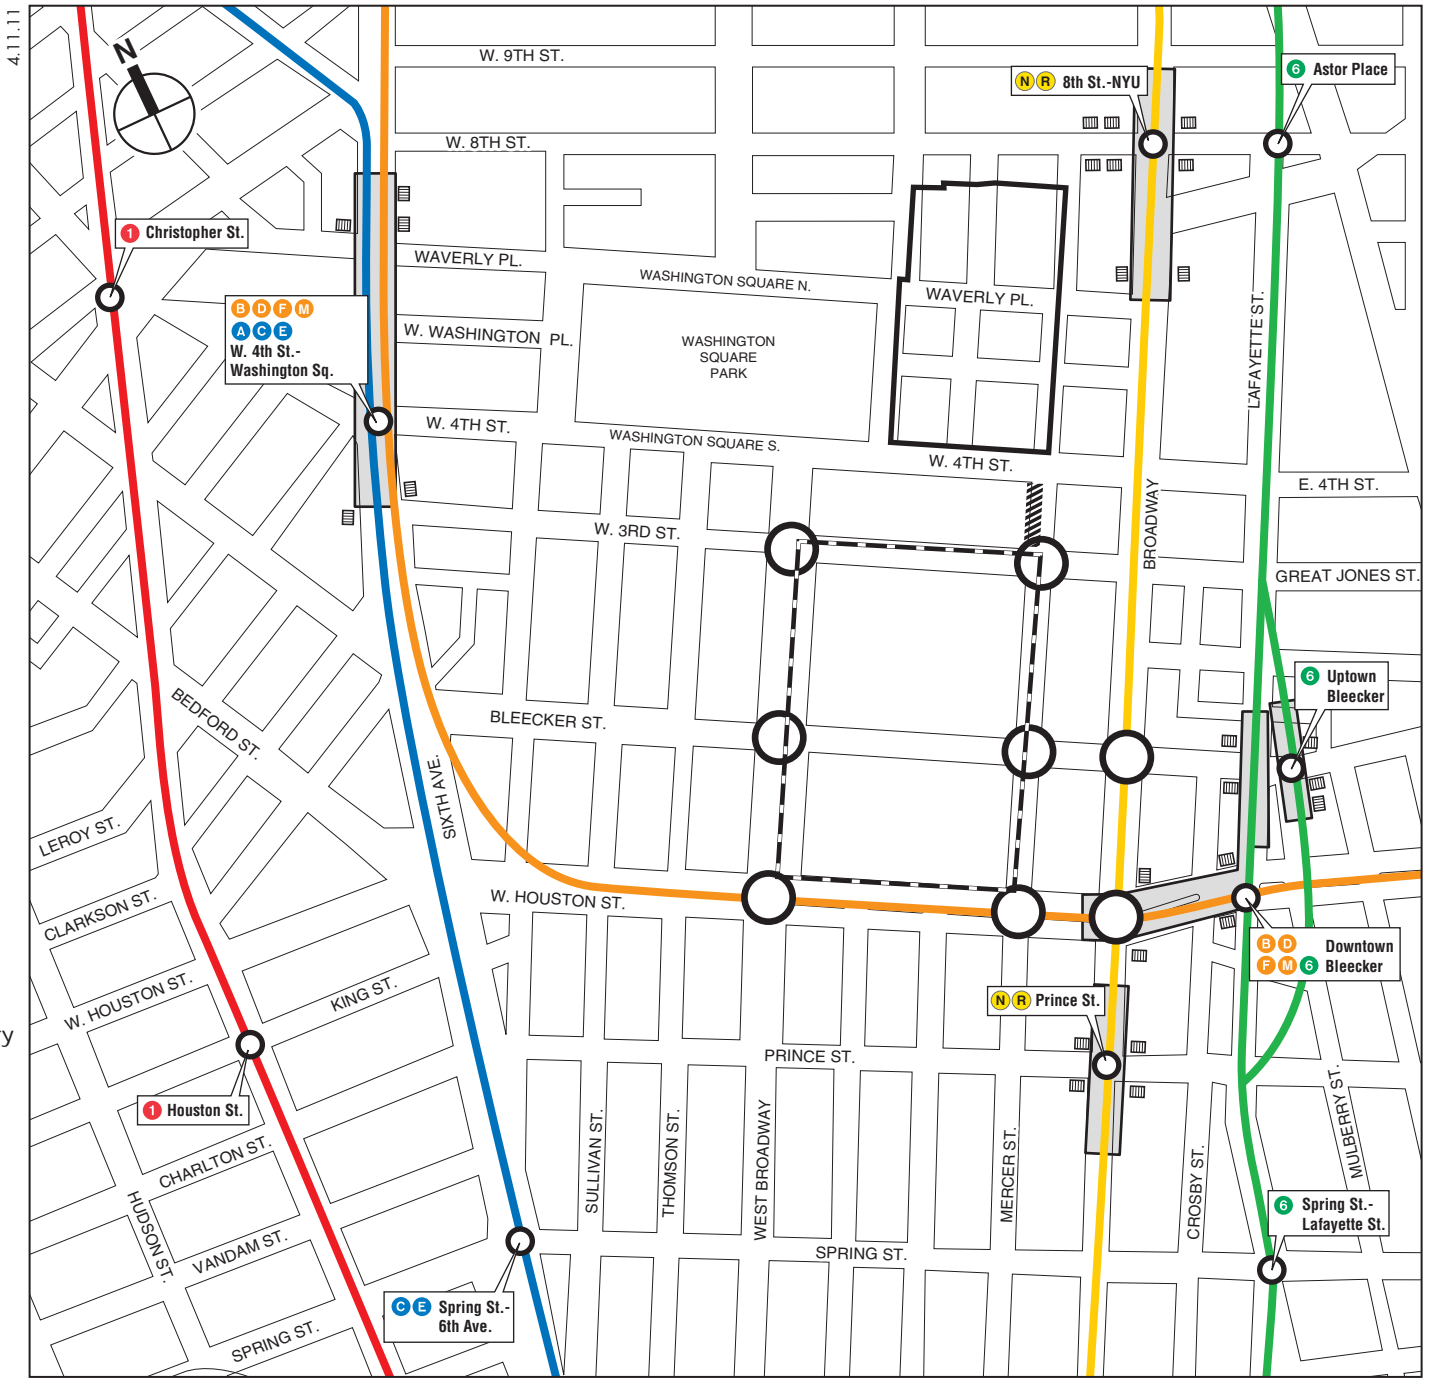 4.11.11
N
W. 9TH ST.
N R 8th St.-NYU
6 Astor Place
W. 8TH ST.
1 Christopher St.
WAVERLY PL.
WASHINGTON SQUARE N.
WAVERLY PL.
B D F M
A C E
W. 4th St.-
Washington Sq.
W. WASHINGTON PL.
WASHINGTON
SQUARE
PARK
LAFAYETTE ST.
W. 4TH ST.
WASHINGTON SQUARE S.
W. 4TH ST.
E. 4TH ST.
W. 3RD ST.
BROADWAY
GREAT JONES ST.
6 Uptown
Bleecker
BEDFORD ST.
BLEECKER ST.
SIXTH AVE.
LEROY ST.
CLARKSON ST.
W. HOUSTON ST.
B D Downtown
F M 6 Bleecker
W. HOUSTON ST.
KING ST.
N R Prince St.
ry
PRINCE ST.
1 Houston St.
CHARLTON ST.
HUDSON ST.
VANDAM ST.
SULLIVAN ST.
THOMSON ST.
WEST BROADWAY
MERCER ST.
CROSBY ST.
MULBERRY ST.
6 Spring St.-
Lafayette St.
SPRING ST.
C E Spring St.-
6th Ave.
SPRING ST.